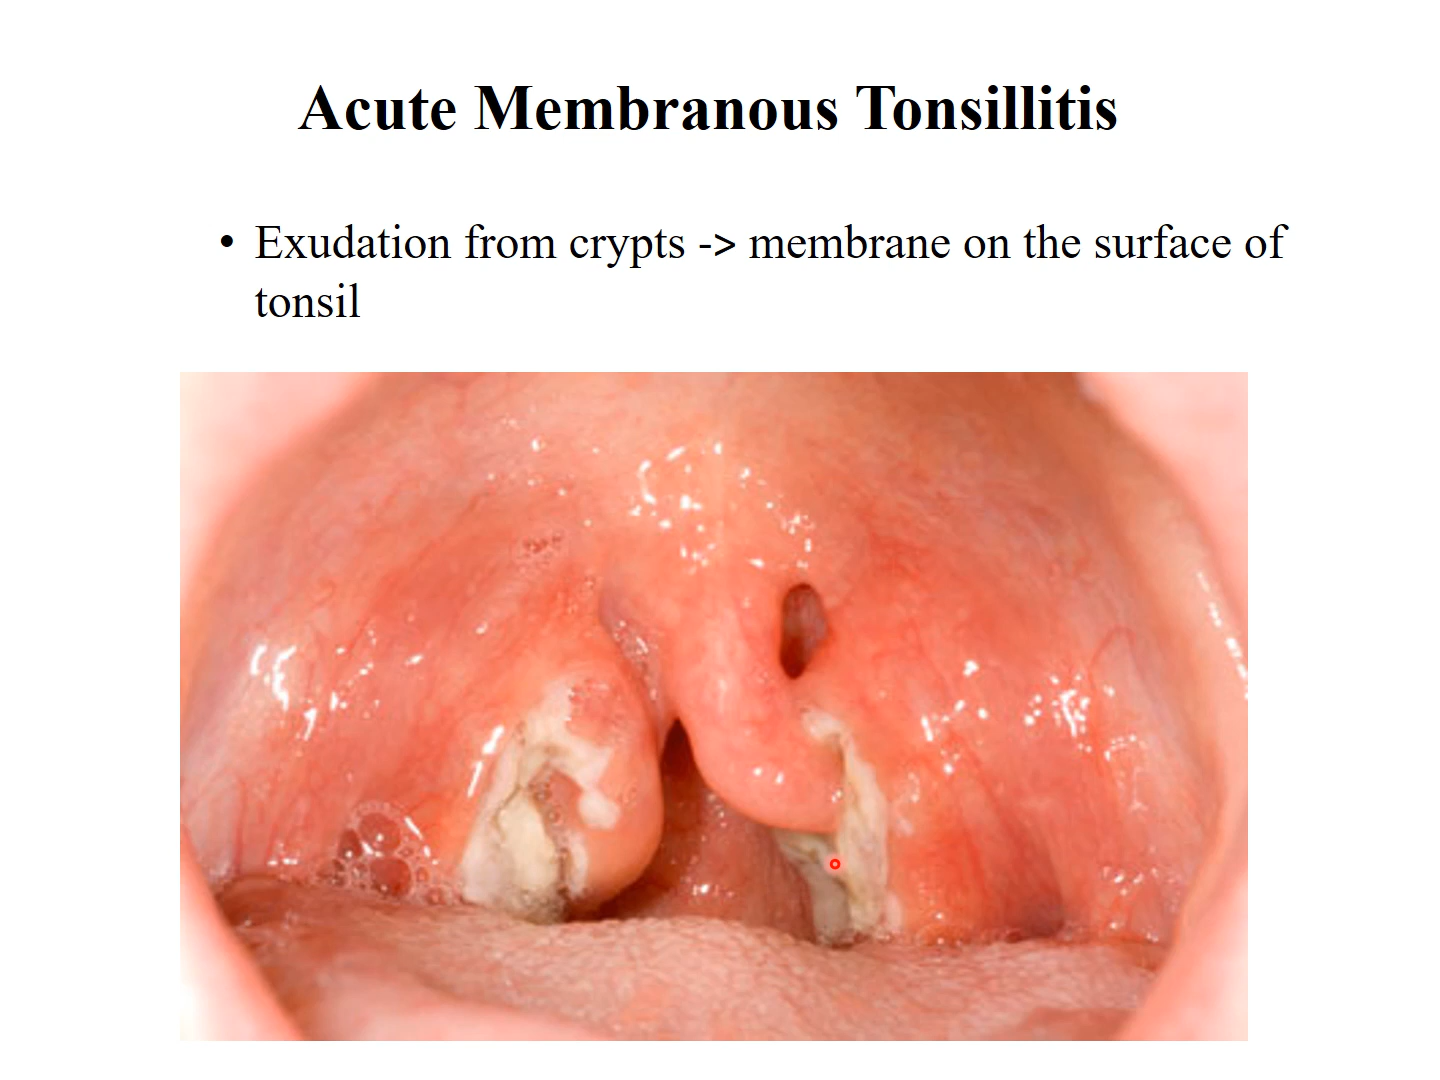 Acute Membranous Tonsillitis
• Exudation from crypts -> membrane on the surface of
tonsil